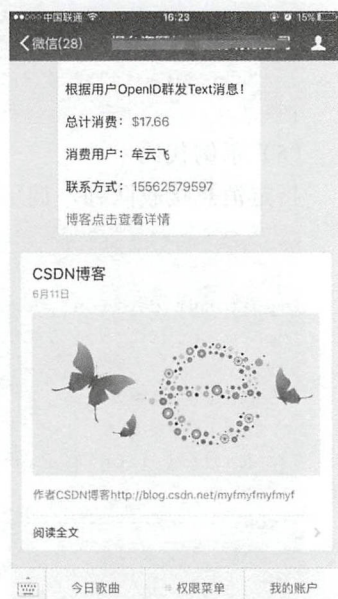 中国联通
16:23
15%
微信(28)
根据用户OpenID群发Text消息!
总计消费：$17.66
消费用户：牟云飞
联系方式：15562579597
博客点击查看详情
CSDN博客
6月11日
作者CSDN博客http://blog.csdn.net/myfmyfmyfmyf
阅读全文
今日歌曲
权限菜单
我的账户